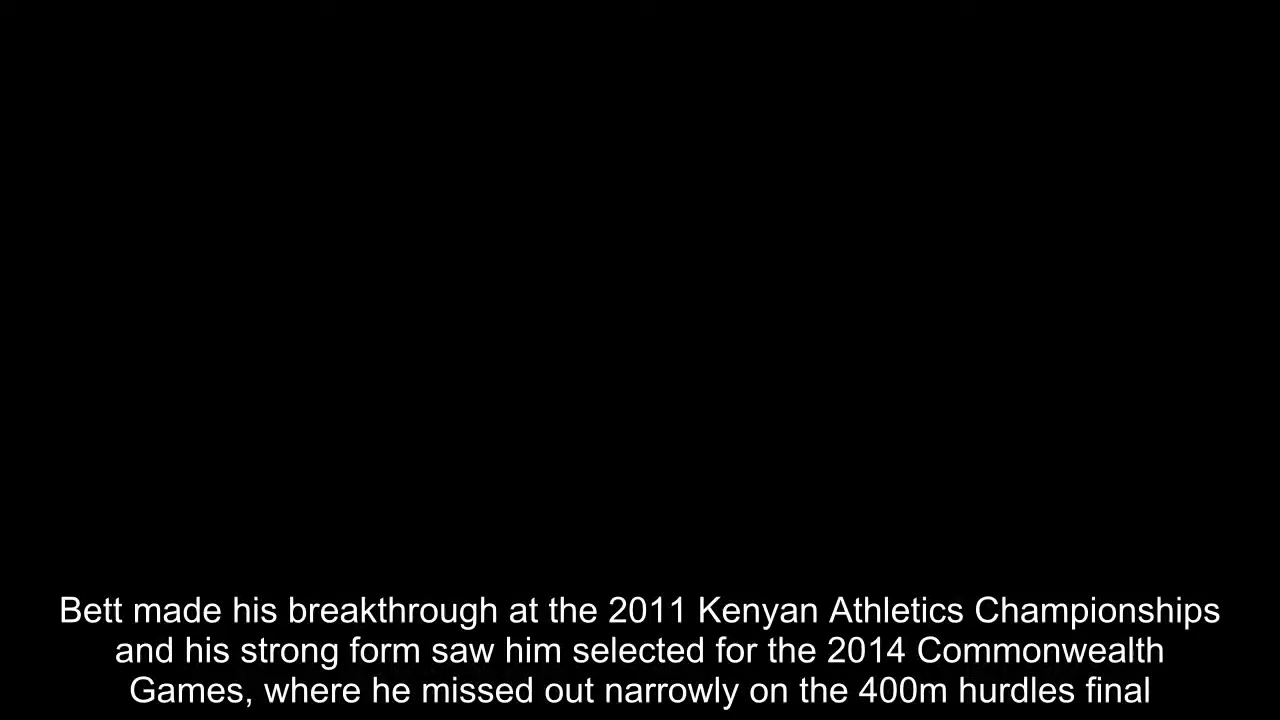 Bett made his breakthrough at the 2011 Kenyan Athletics Championships
and his strong form saw him selected for the 2014 Commonwealth
Games, where he missed out narrowly on the 400m hurdles final